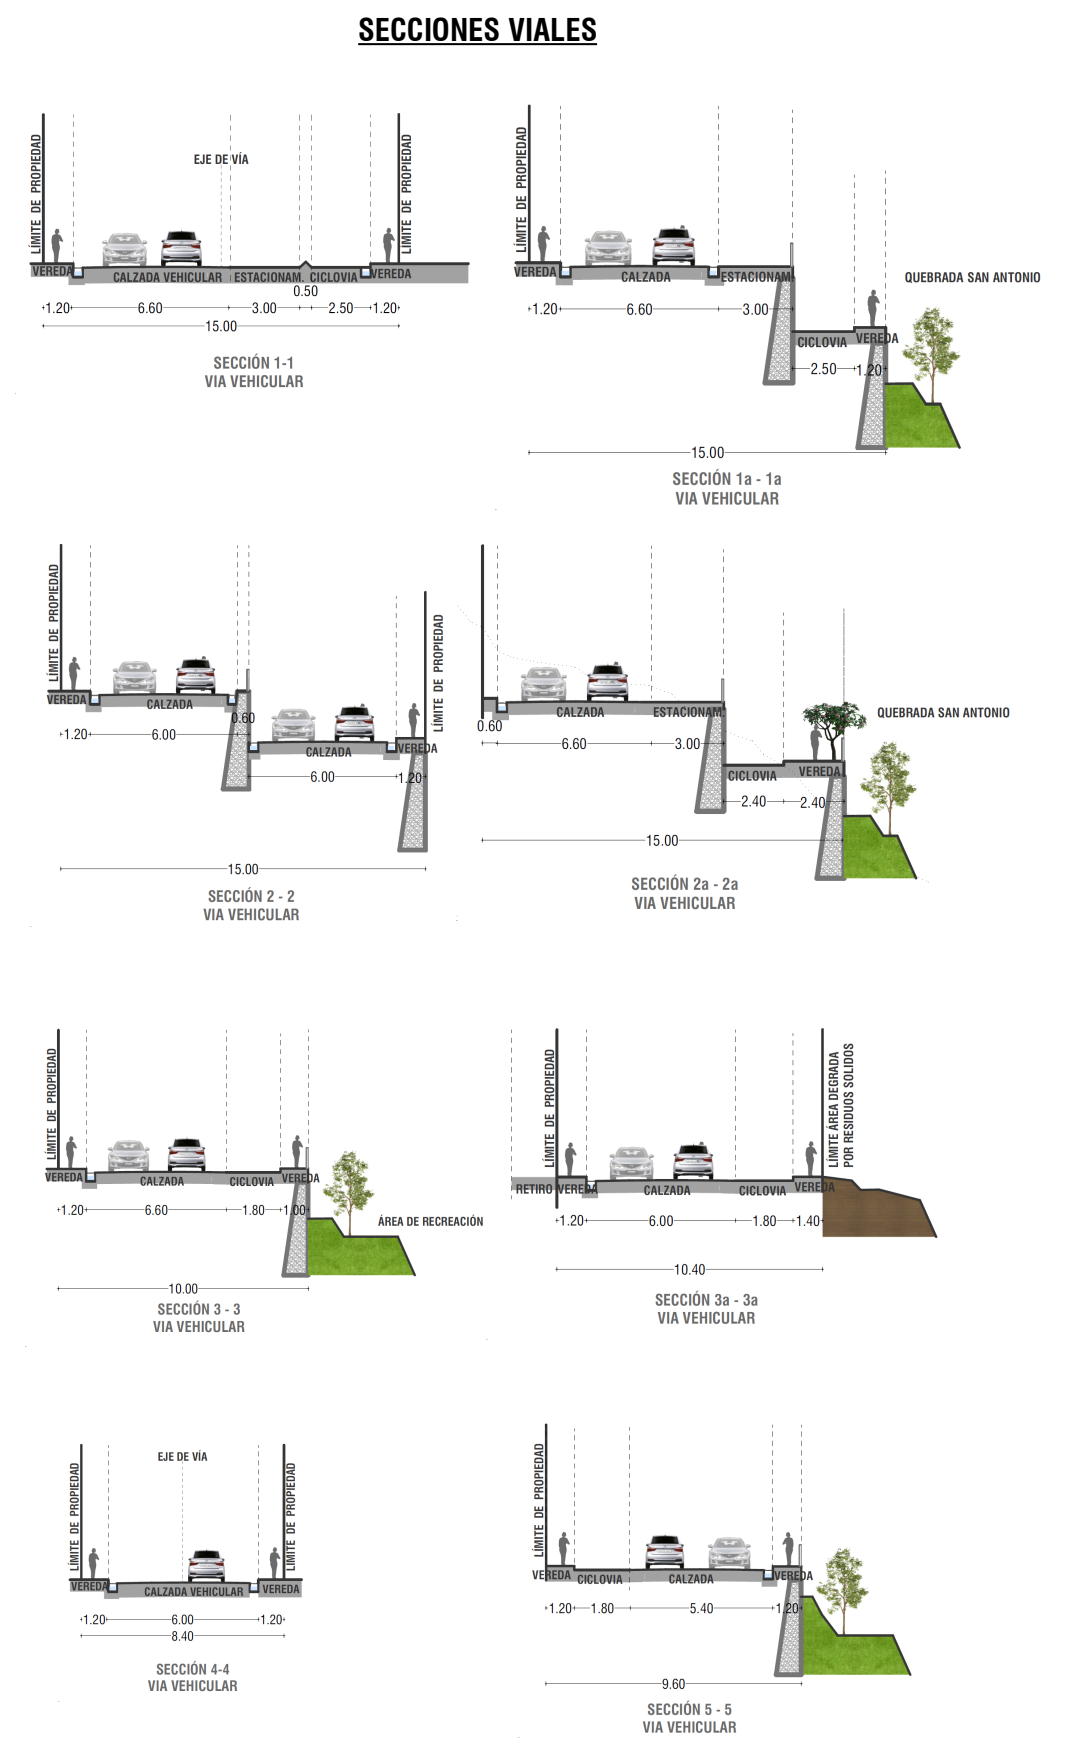 SECCIONES VIALES
LÍMITE DE PROPIEDAD
EJE DE VÍA
LÍMITE DE PROPIEDAD
VEREDA
CALZADA VEHICULAR
ESTACIONAM.
CICLOVIA
VEREDA
0.50
1.20
6.60
3.00
2.50
1.20
15.00
SECCIÓN 1-1
VIA VEHICULAR
LÍMITE DE PROPIEDAD
VEREDA
CALZADA
ESTACIONAM.
QUEBRADA SAN ANTONIO
1.20
6.60
3.00
CICLOVIA
VEREDA
2.50
1.20
15.00
SECCIÓN 1a - 1a
VIA VEHICULAR
LÍMITE DE PROPIEDAD
LÍMITE DE PROPIEDAD
VEREDA
CALZADA
0.60
1.20
6.00
CALZADA
VEREDA
6.00
1.20
15.00
SECCIÓN 2 - 2
VIA VEHICULAR
CALZADA
ESTACIONAM.
QUEBRADA SAN ANTONIO
0.60
6.60
3.00
CICLOVIA
VEREDA
2.40
2.40
15.00
SECCIÓN 2a - 2a
VIA VEHICULAR
LÍMITE DE PROPIEDAD
VEREDA
CALZADA
CICLOVIA
VEREDA
1.20
6.60
1.80
1.00
ÁREA DE RECREACIÓN
10.00
SECCIÓN 3 - 3
VIA VEHICULAR
LÍMITE DE PROPIEDAD
LÍMITE ÁREA DEGRADA
POR RESIDUOS SOLIDOS
RETIRO
VEREDA
CALZADA
CICLOVIA
VEREDA
1.20
6.00
1.80
1.40
10.40
SECCIÓN 3a - 3a
VIA VEHICULAR
LÍMITE DE PROPIEDAD
EJE DE VÍA
LÍMITE DE PROPIEDAD
VEREDA
CALZADA VEHICULAR
VEREDA
1.20
6.00
1.20
8.40
SECCIÓN 4-4
VIA VEHICULAR
LÍMITE DE PROPIEDAD
VEREDA
CICLOVIA
CALZADA
VEREDA
1.20
1.80
5.40
1.20
9.60
SECCIÓN 5 - 5
VIA VEHICULAR